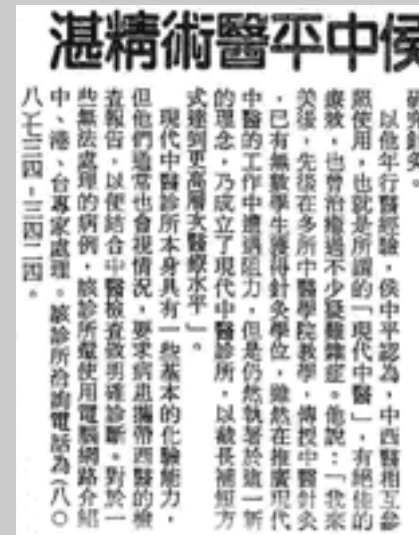 侯中平醫術精湛
研究針灸。
以他年行醫經驗，侯中平認為，中西醫相互參
照使用，也就是所謂的「現代中醫」，有絕佳的
療效，也曾治癒過不少疑難雜症。他說：「我來
美後，先後在多所中醫學院教學，傳授中醫針灸
，已有無數學生獲得針灸學位，雖然在推廣現代
中醫的工作中遭遇阻力，但是仍然執著於這一新
的理念，乃成立了現代中醫診所，以截長補短方
式達到更高層次醫療水平」。
現代中醫診所本身具有一些基本的化驗能力，
但他們通常也會視情況，要求病患攜帶西醫的檢
查報告，以便結合中醫檢查做明確診斷。對於一
些無法處理的病例，該診所儘使用電腦網路介紹
中、港、台專家處理。該診所洽詢電話為（八〇
八）七三四－三四二四。